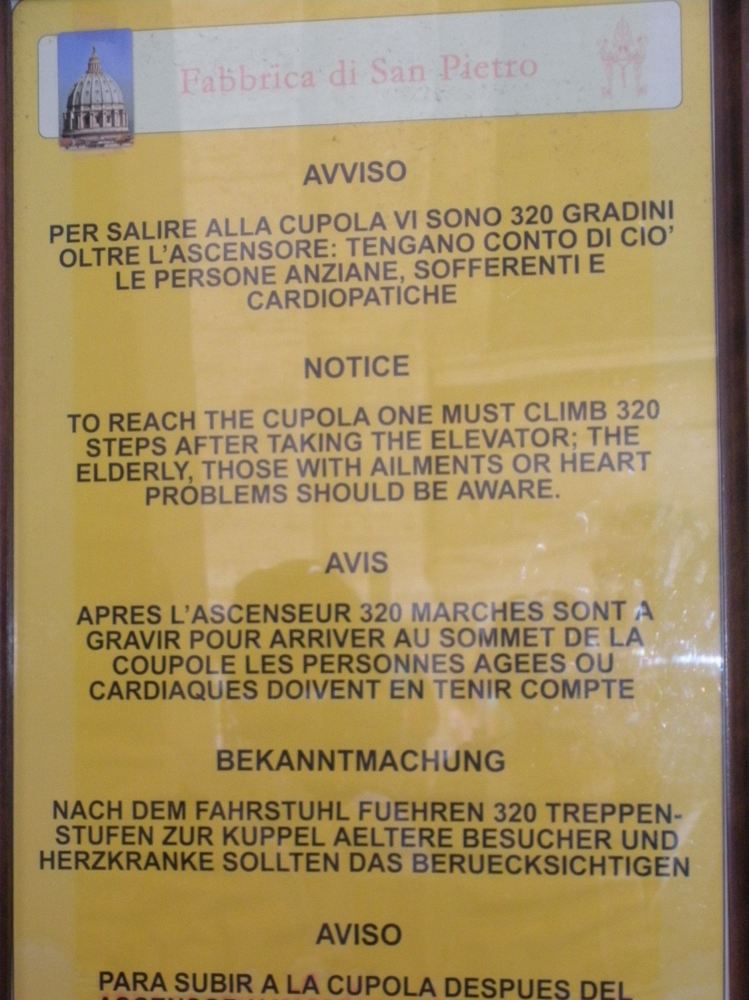 Fabbrica di San Pietro
AVVISO
PER SALIRE ALLA CUPOLA VI SONO 320 GRADINI
OLTRE L'ASCENSORE: TENGANO CONTO DI CIO'
LE PERSONE ANZIANE, SOFFERENTI E
CARDIOPATICHE
NOTICE
TO REACH THE CUPOLA ONE MUST CLIMB 320
STEPS AFTER TAKING THE ELEVATOR; THE
ELDERLY, THOSE WITH AILMENTS OR HEART
PROBLEMS SHOULD BE AWARE.
AVIS
APRES L'ASCENSEUR 320 MARCHES SONT A
GRAVIR POUR ARRIVER AU SOMMET DE LA
COUPOLE LES PERSONNES AGEES OU
CARDIAQUES DOIVENT EN TENIR COMPTE
BEKANNTMACHUNG
NACH DEM FAHRSTUHL FUEHREN 320 TREPPEN-
STUFEN ZUR KUPPEL AELTERE BESUCHER UND
HERZKRANKE SOLLTEN DAS BERUECKSICHTIGEN
AVISO
PARA SUBIR A LA CUPOLA DESPUES DEL